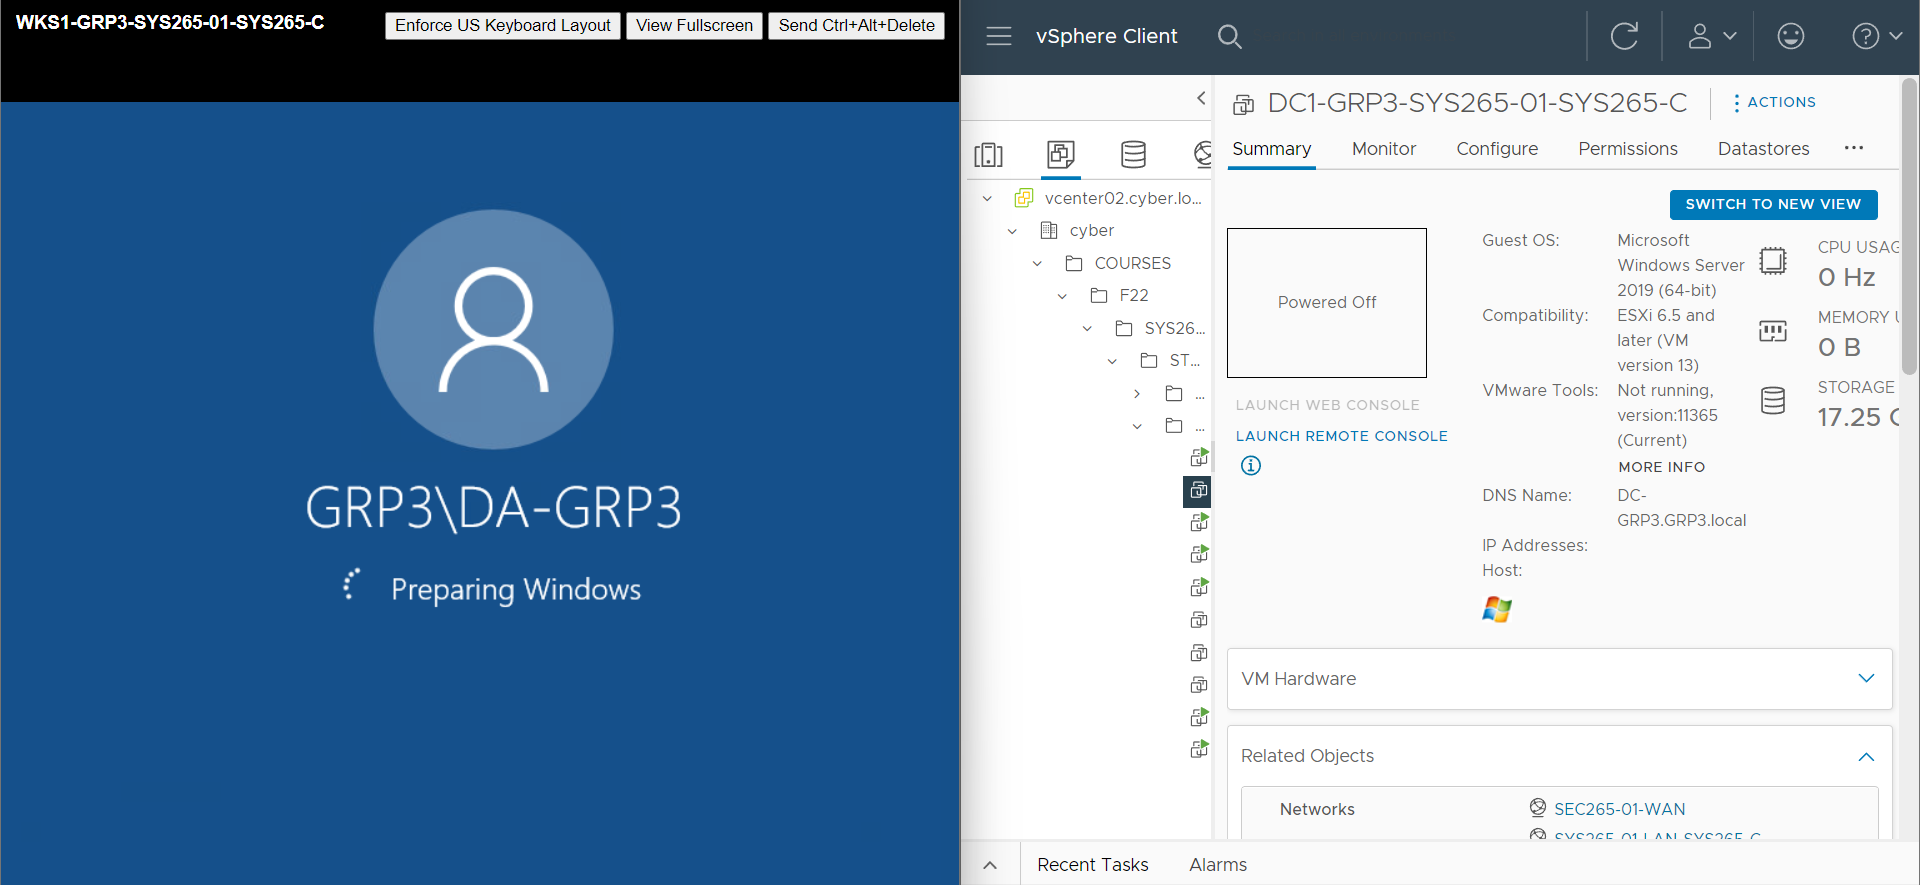 WKS1-GRP3-SYS265-01-SYS265-C
Enforce US Keyboard Layout
View Fullscreen
Send Ctrl+Alt+Delete
GRP3\DA-GRP3
Preparing Windows
vSphere Client
vcenter02.cyber.lo...
cyber
COURSES
F22
SYS26...
ST...
...
...
DC1-GRP3-SYS265-01-SYS265-C
ACTIONS
Summary
Monitor
Configure
Permissions
Datastores
SWITCH TO NEW VIEW
Powered Off
LAUNCH WEB CONSOLE
LAUNCH REMOTE CONSOLE
Guest OS:
Microsoft
Windows Server
2019 (64-bit)
Compatibility:
ESXi 6.5 and
later (VM
version 13)
VMware Tools:
Not running,
version:11365
(Current)
MORE INFO
DNS Name:
DC-
GRP3.GRP3.local
IP Addresses:
Host:
CPU USAG
0 Hz
MEMORY U
0 B
STORAGE
17.25 G
VM Hardware
Related Objects
Networks
SEC265-01-WAN
SYS265-01-LAN-SYS265-C
Recent Tasks
Alarms